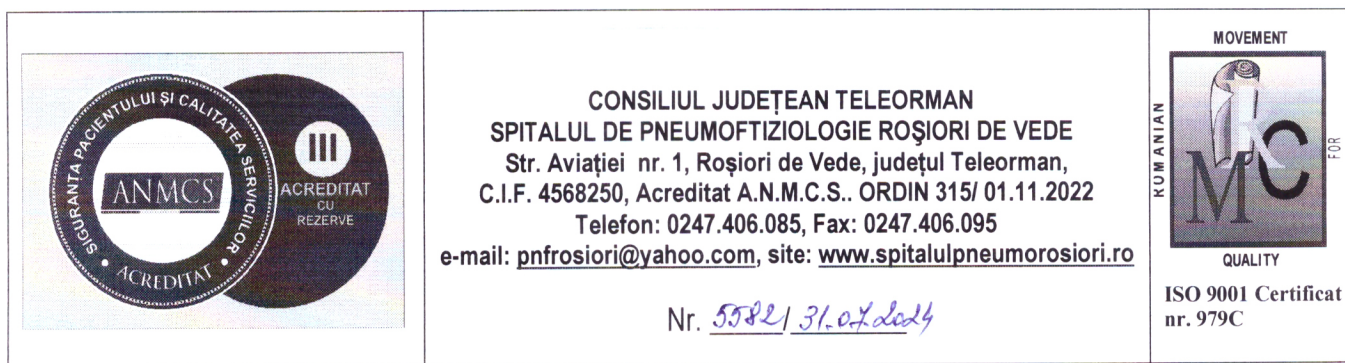 SIGURANTA PACIENTULUI ȘI CALITATEA SERVICIILOR
ANMCS
• ACREDITAT •
III
ACREDITAT
CU
REZERVE
CONSILIUL JUDEȚEAN TELEORMAN
SPITALUL DE PNEUMOFTIZIOLOGIE ROȘIORI DE VEDE
Str. Aviației nr. 1, Roșiori de Vede, județul Teleorman,
C.I.F. 4568250, Acreditat A.N.M.C.S.. ORDIN 315/ 01.11.2022
Telefon: 0247.406.085, Fax: 0247.406.095
e-mail: pnfrosiori@yahoo.com, site: www.spitalulpneumorosiori.ro
Nr. 5582/ 31.07.2024
MOVEMENT
RUMANIAN
FOR
MRC
QUALITY
ISO 9001 Certificat
nr. 979C